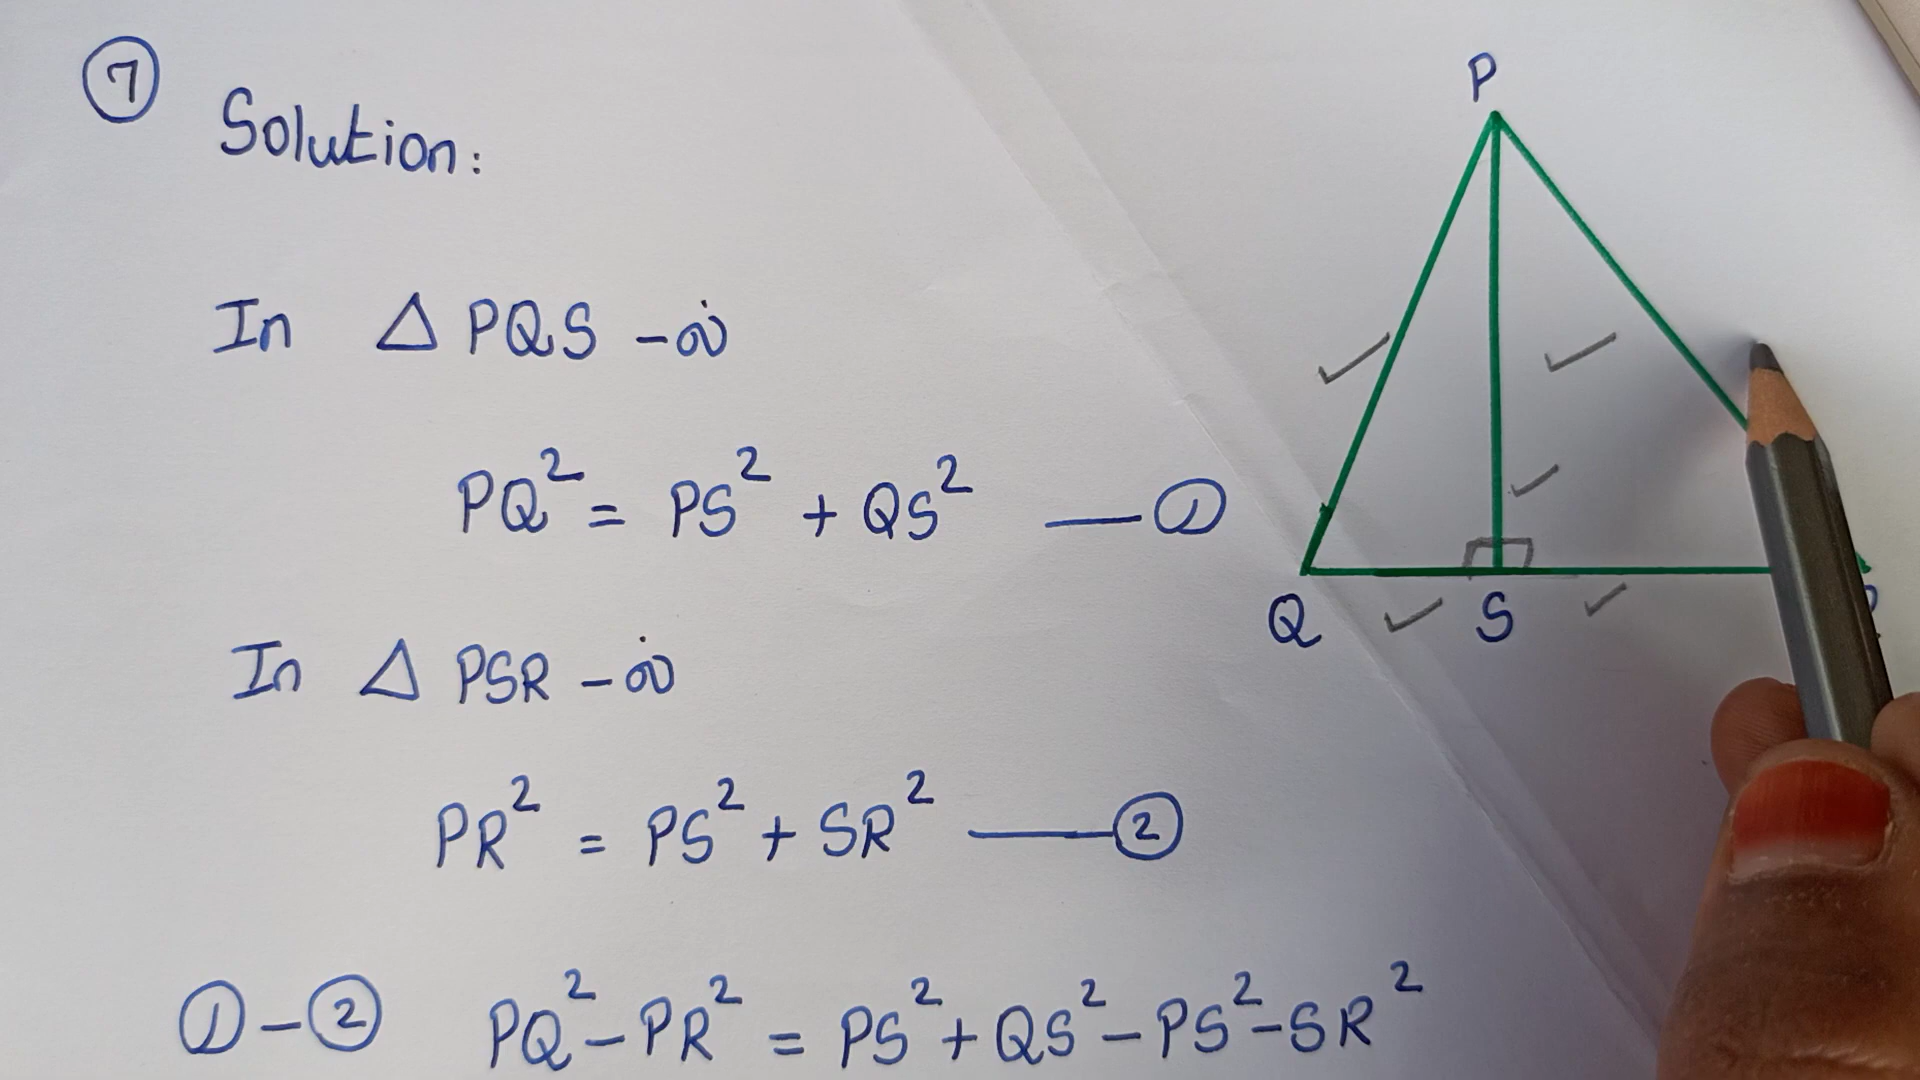 7
Solution:
In △ PQS -ல்
PQ² = PS² + QS² — 1
In △ PSR -ல்
PR² = PS² + SR² — 2
1 - 2 PQ² - PR² = PS² + QS² - PS² - SR²
P
Q S